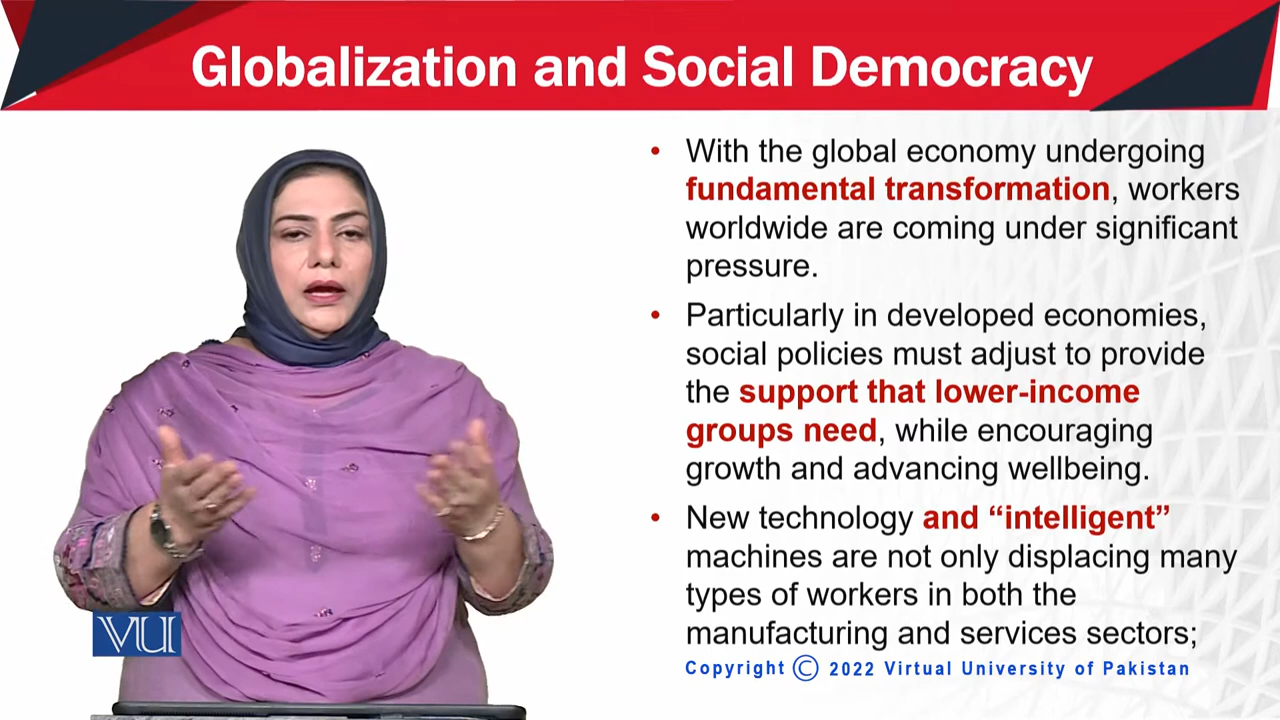 Globalization and Social Democracy
• With the global economy undergoing
fundamental transformation, workers
worldwide are coming under significant
pressure.
• Particularly in developed economies,
social policies must adjust to provide
the support that lower-income
groups need, while encouraging
growth and advancing wellbeing.
• New technology and “intelligent”
machines are not only displacing many
types of workers in both the
manufacturing and services sectors;
VU
Copyright © 2022 Virtual University of Pakistan